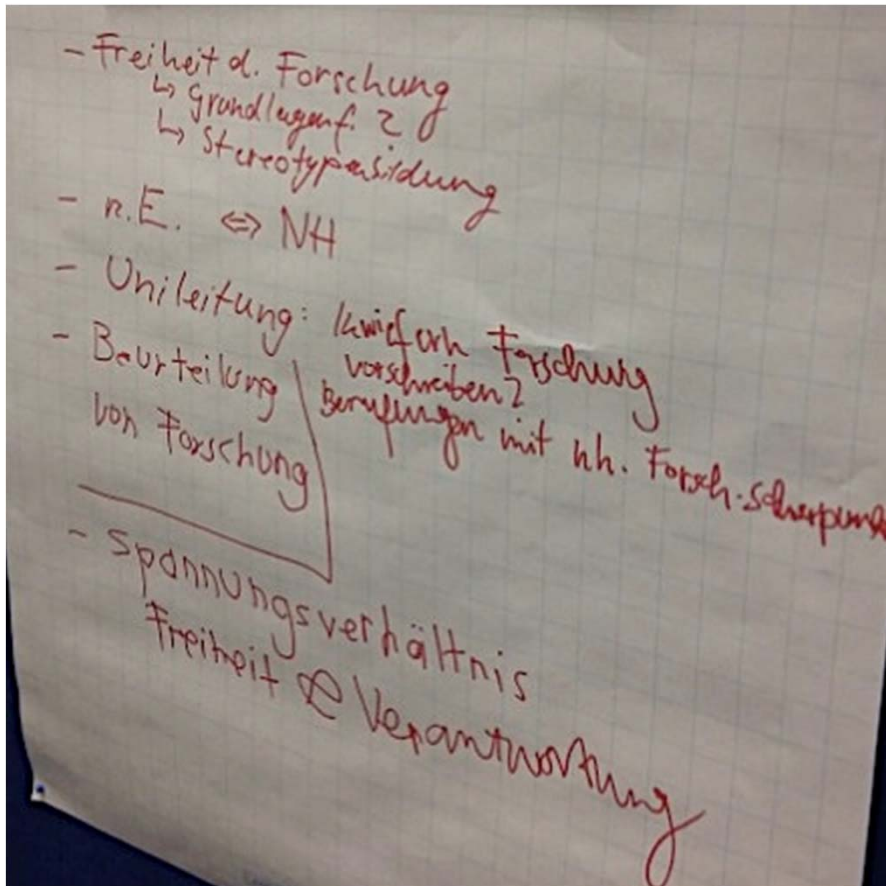 - Freiheit d. Forschung
↳ Grundlagenf. ?
↳ Stereotypenbildung
- n.E. ⇔ NH
- Unileitung: Inwiefern Forschung
vorschreiben?
Berufungen mit nh. Forsch.-Schwerpunkt
- Beurteilung
von Forschung
- Spannungsverhältnis
Freiheit ⇔ Verantwortung